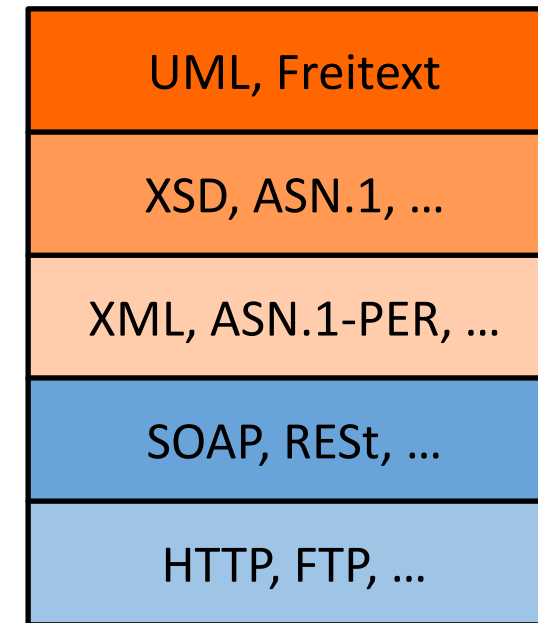 UML, Freitext
XSD, ASN.1, …
XML, ASN.1-PER, …
SOAP, RESt, …
HTTP, FTP, …